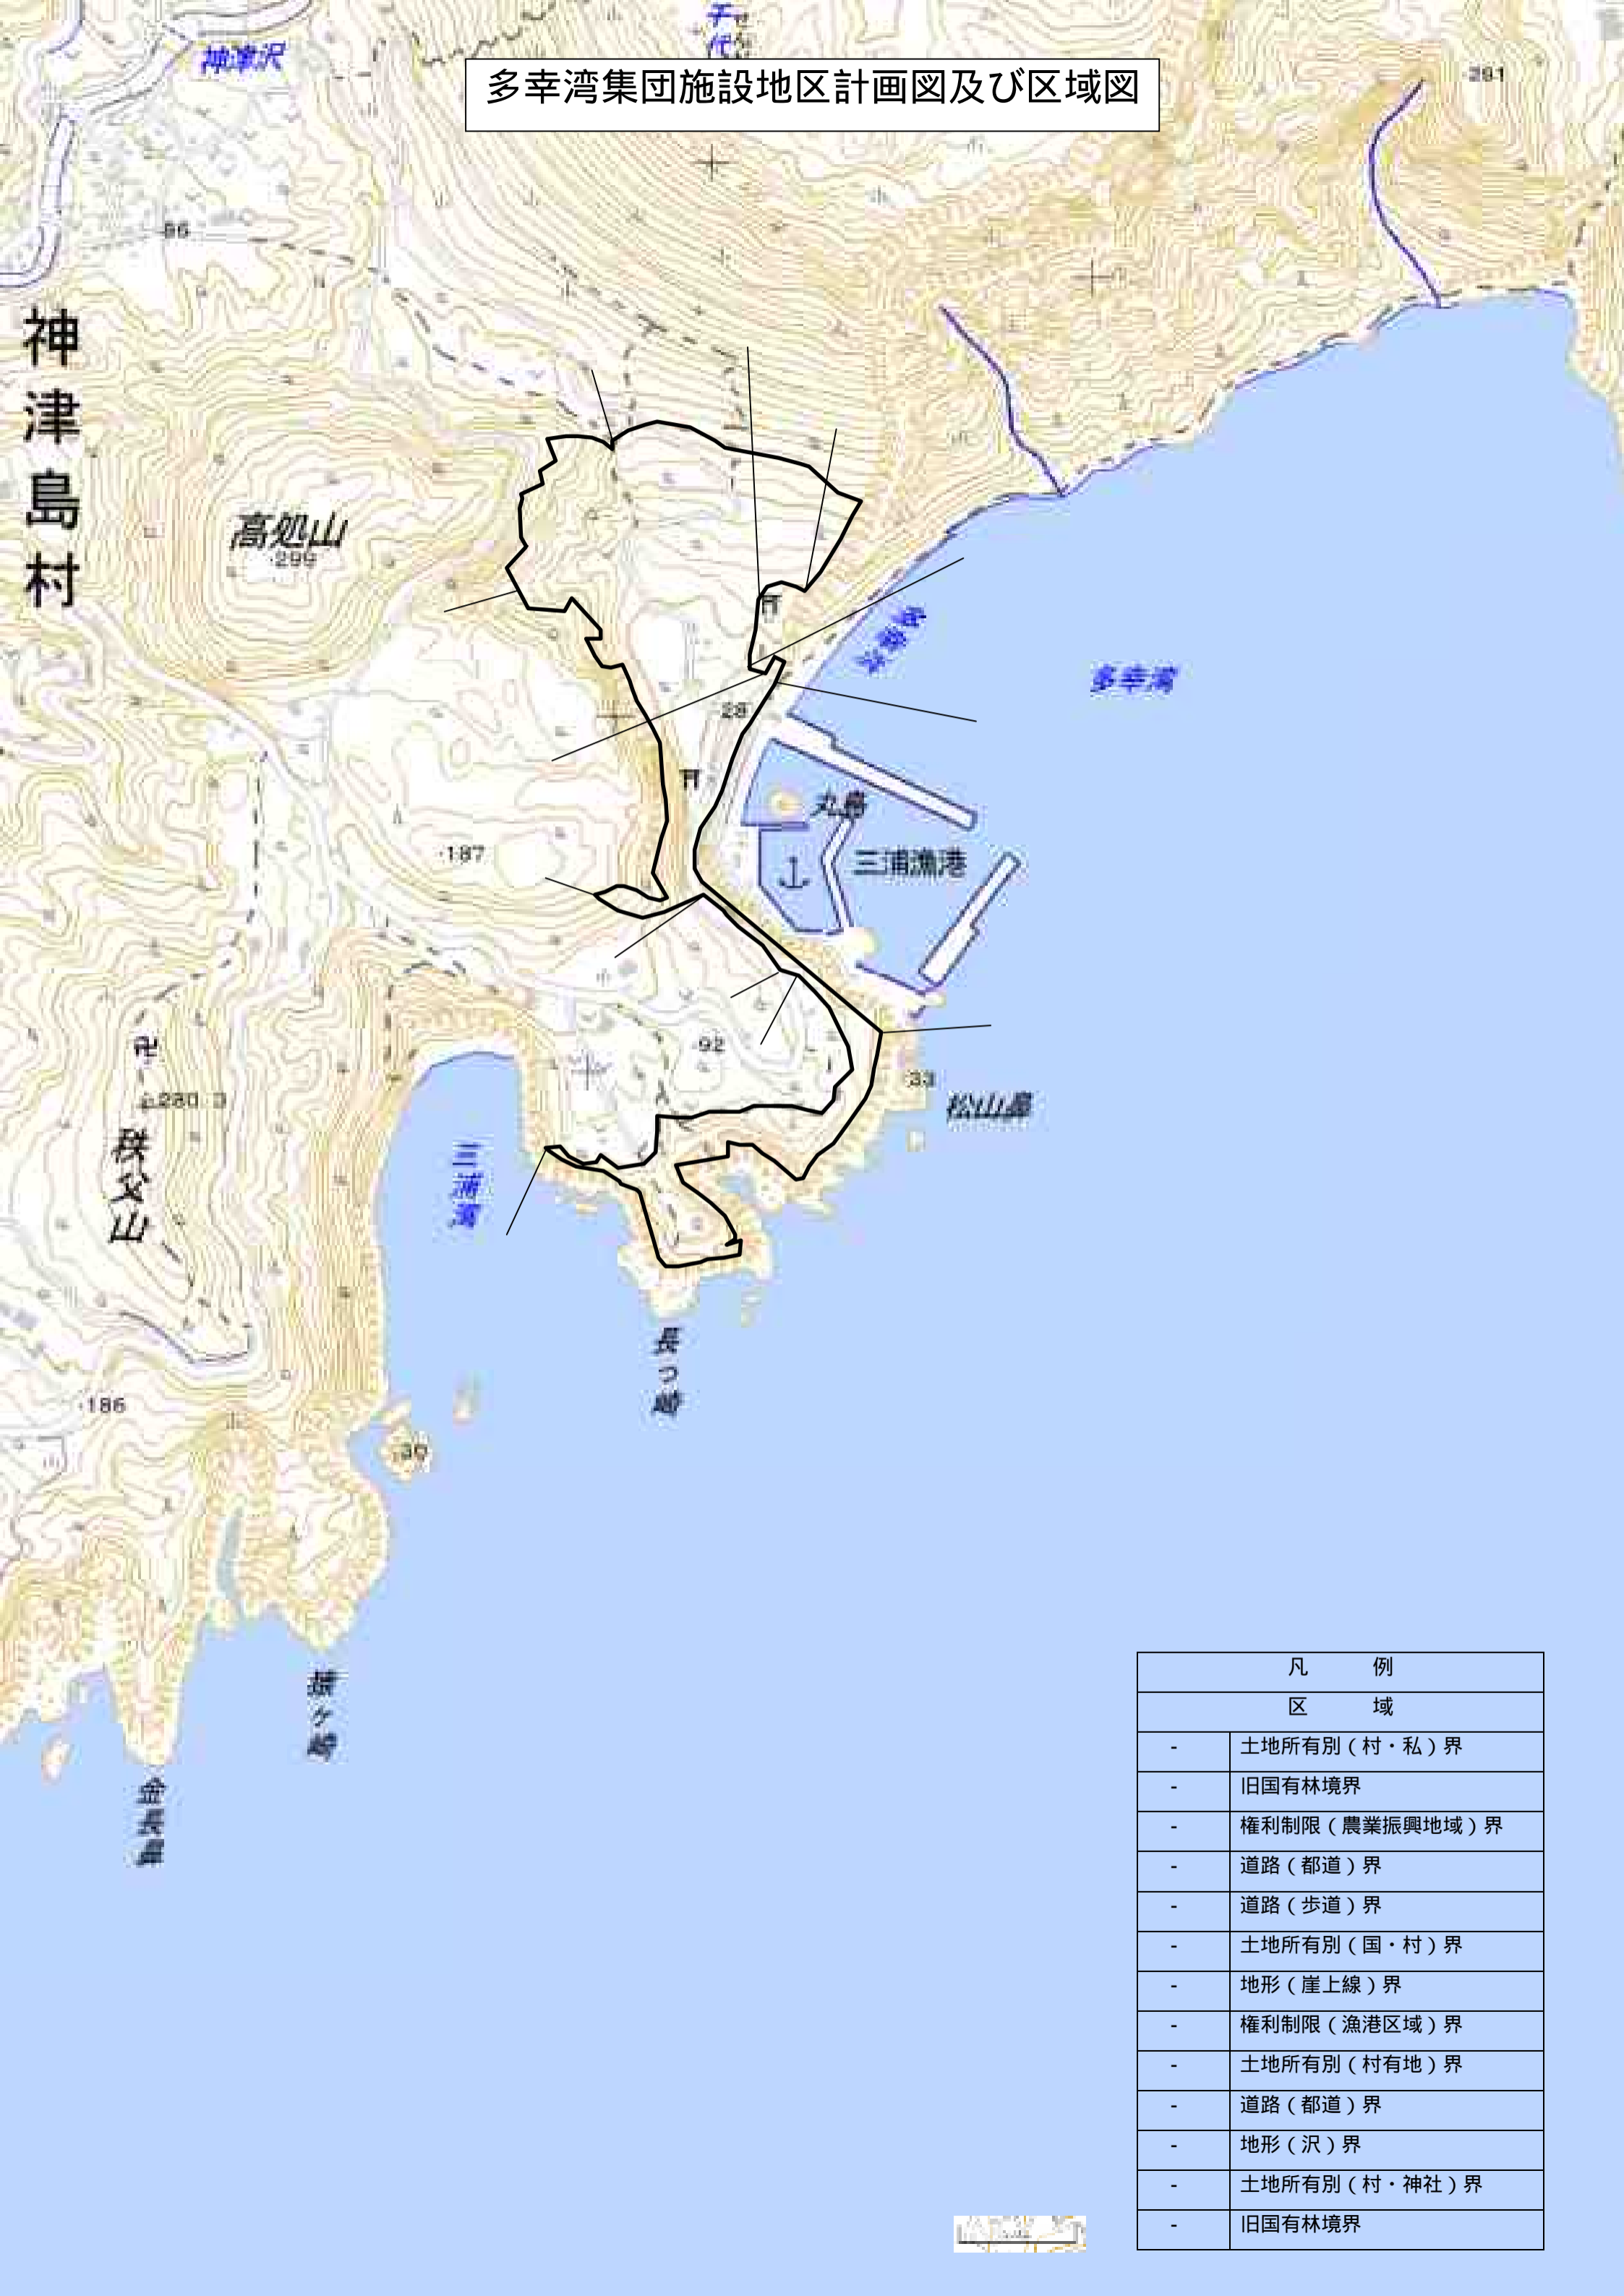 神津沢
多幸湾集団施設地区計画図及び区域図
281
96
神津島村
高処山
299
28
多幸湾
丸島
三浦漁港
187
92
33
松山鼻
280.3
秩父山
三浦湾
長っ崎
186
30
猿ヶ崎
凡 例
区 域
- 土地所有別（村・私）界
- 旧国有林境界
- 権利制限（農業振興地域）界
- 道路（都道）界
- 道路（歩道）界
- 土地所有別（国・村）界
- 地形（崖上線）界
- 権利制限（漁港区域）界
- 土地所有別（村有地）界
- 道路（都道）界
- 地形（沢）界
- 土地所有別（村・神社）界
- 旧国有林境界